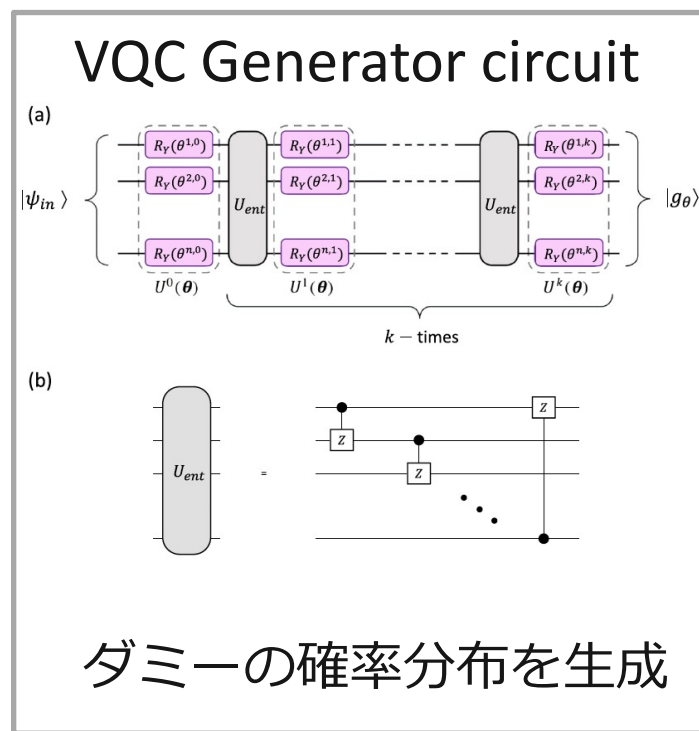 VQC Generator circuit
(a)
|ψ_in⟩ R_Y(θ^{1,0}) R_Y(θ^{1,1}) R_Y(θ^{1,k}) |g_θ⟩
R_Y(θ^{2,0}) R_Y(θ^{2,1}) R_Y(θ^{2,k})
U_ent U_ent
R_Y(θ^{n,0}) R_Y(θ^{n,1}) R_Y(θ^{n,k})
U^0(θ) U^1(θ) U^k(θ)
k − times
(b)
Z
Z
U_ent = Z
ダミーの確率分布を生成